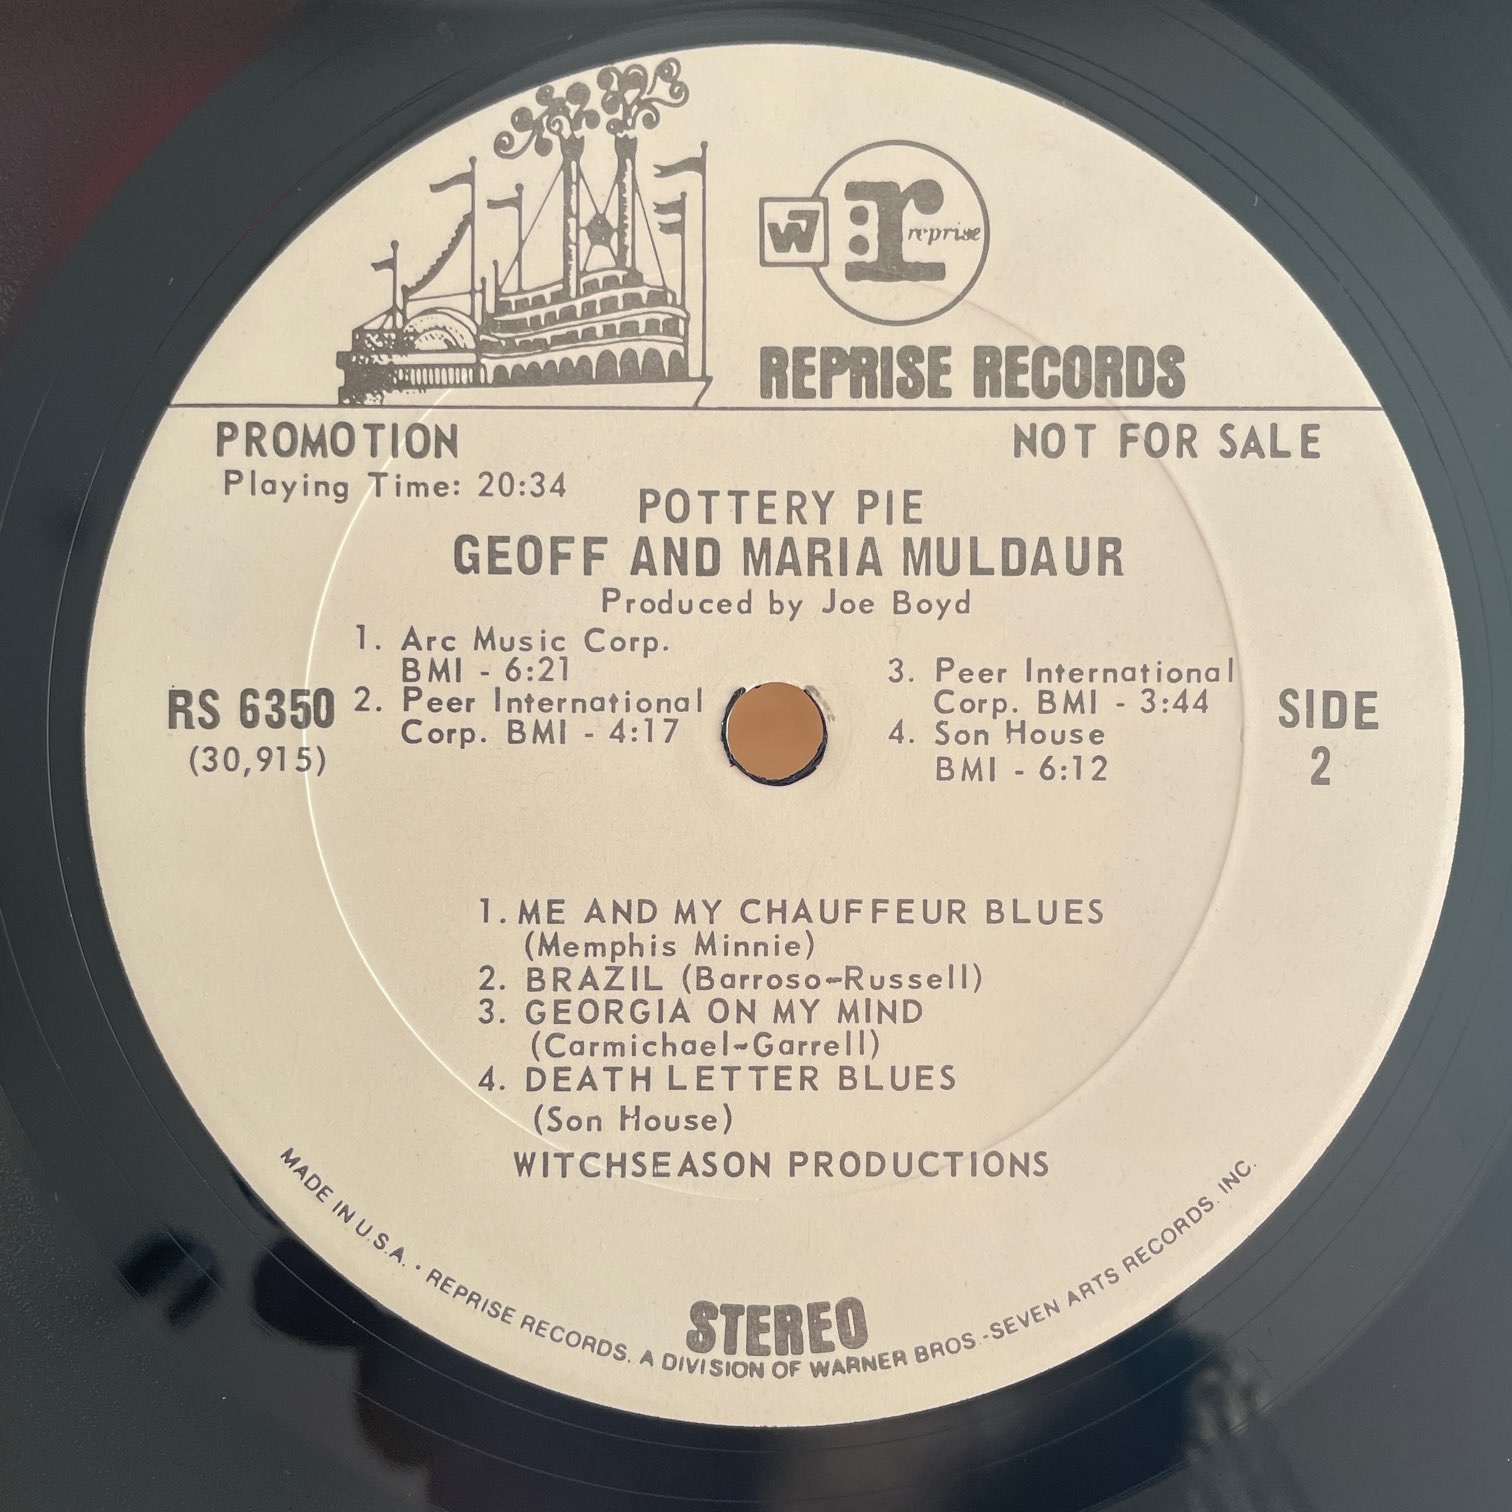 W7
r: reprise
REPRISE RECORDS
PROMOTION
NOT FOR SALE
Playing Time: 20:34
POTTERY PIE
GEOFF AND MARIA MULDAUR
Produced by Joe Boyd
1. Arc Music Corp.
BMI - 6:21
2. Peer International
Corp. BMI - 4:17
3. Peer International
Corp. BMI - 3:44
4. Son House
BMI - 6:12
RS 6350
(30,915)
SIDE
2
1. ME AND MY CHAUFFEUR BLUES
(Memphis Minnie)
2. BRAZIL (Barroso-Russell)
3. GEORGIA ON MY MIND
(Carmichael-Garrell)
4. DEATH LETTER BLUES
(Son House)
WITCHSEASON PRODUCTIONS
STEREO
MADE IN U.S.A. · REPRISE RECORDS. A DIVISION OF WARNER BROS.-SEVEN ARTS RECORDS. INC.